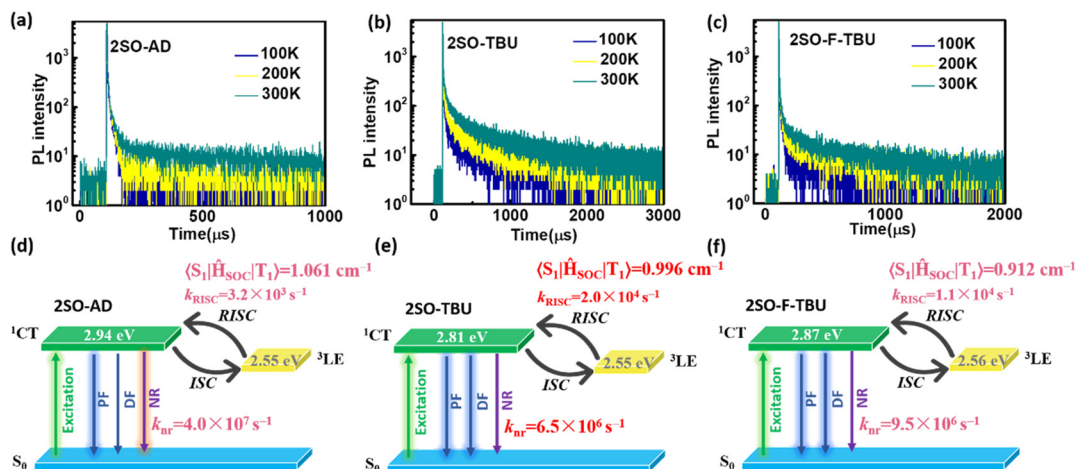 (a)
2SO-AD
100K
200K
300K
PL intensity
10³
10²
10¹
10⁰
0
500
1000
Time(μs)
(b)
2SO-TBU
100K
200K
300K
PL intensity
10³
10²
10¹
10⁰
0
1000
2000
3000
Time(μs)
(c)
2SO-F-TBU
100K
200K
300K
PL intensity
10³
10²
10¹
10⁰
0
1000
2000
Time(μs)
(d)
⟨S₁|Ĥ_SOC|T₁⟩=1.061 cm⁻¹
2SO-AD
k_RISC=3.2×10³ s⁻¹
RISC
¹CT
2.94 eV
2.55 eV
³LE
ISC
Excitation
PF
DF
NR
k_nr=4.0×10⁷ s⁻¹
S₀
(e)
⟨S₁|Ĥ_SOC|T₁⟩=0.996 cm⁻¹
2SO-TBU
k_RISC=2.0×10⁴ s⁻¹
RISC
¹CT
2.81 eV
2.55 eV
³LE
ISC
Excitation
PF
DF
NR
k_nr=6.5×10⁶ s⁻¹
S₀
(f)
⟨S₁|Ĥ_SOC|T₁⟩=0.912 cm⁻¹
2SO-F-TBU
k_RISC=1.1×10⁴ s⁻¹
RISC
¹CT
2.87 eV
2.56 eV
³LE
ISC
Excitation
PF
DF
NR
k_nr=9.5×10⁶ s⁻¹
S₀